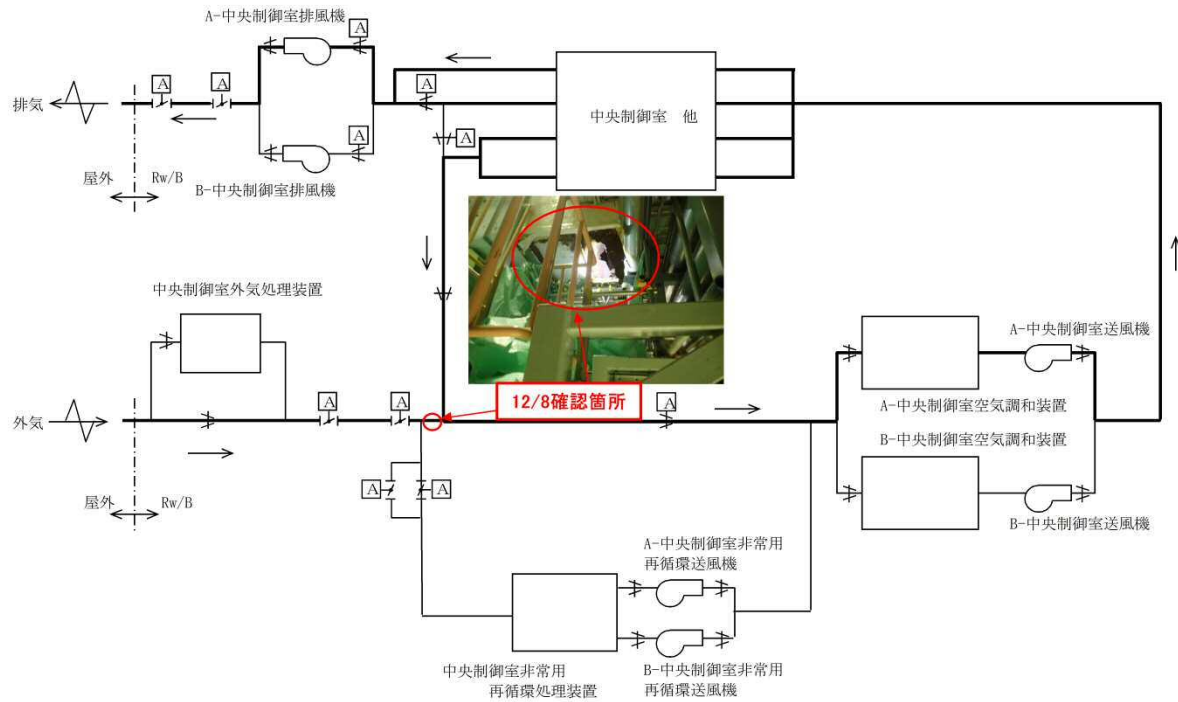 A-中央制御室排風機
A
A
A
A
排気
中央制御室 他
A
A
屋外
Rw/B
B-中央制御室排風機
中央制御室外気処理装置
A-中央制御室送風機
12/8確認箇所
A
A
A
A-中央制御室空気調和装置
外気
B-中央制御室空気調和装置
屋外
Rw/B
A
A
B-中央制御室送風機
A-中央制御室非常用
再循環送風機
中央制御室非常用
再循環処理装置
B-中央制御室非常用
再循環送風機